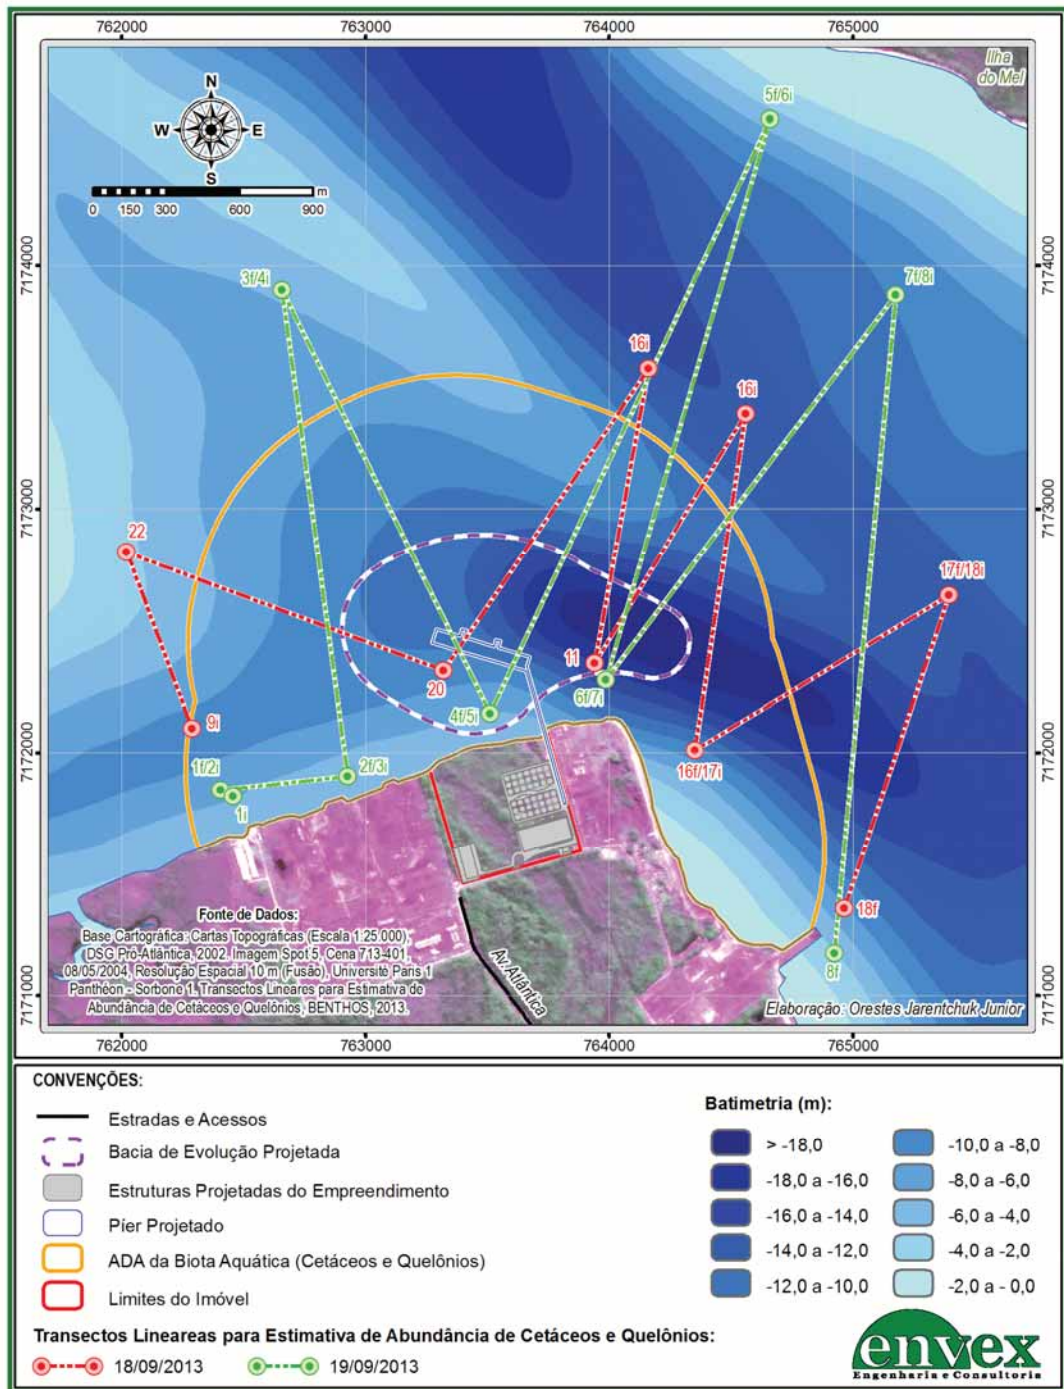 762000 763000 764000 765000
Ilha
do Mel
N
W E
S
m
0 150 300 600 900
5f/6i
7174000 7174000
3f/4i
7f/8i
16i
16i
7173000 7173000
22
17f/18i
11
20
6f/7i
4f/5i
9i
7172000 7172000
16f/17i
2f/3i
1f/2i
1i
18f
8f
Av. Atlântica
Fonte de Dados:
Base Cartográfica: Cartas Topográficas (Escala 1:25.000),
DSG Pró-Atlântica, 2002. Imagem Spot 5, Cena 713-401,
08/05/2004, Resolução Espacial 10 m (Fusão), Université Paris 1
Panthéon - Sorbone 1. Transectos Lineares para Estimativa de
Abundância de Cetáceos e Quelônios, BENTHOS, 2013.
Elaboração: Orestes Jarentchuk Junior
7171000 7171000
762000 763000 764000 765000
CONVENÇÕES:
Estradas e Acessos
Bacia de Evolução Projetada
Estruturas Projetadas do Empreendimento
Píer Projetado
ADA da Biota Aquática (Cetáceos e Quelônios)
Limites do Imóvel
Batimetria (m):
> -18,0
-18,0 a -16,0
-16,0 a -14,0
-14,0 a -12,0
-12,0 a -10,0
-10,0 a -8,0
-8,0 a -6,0
-6,0 a -4,0
-4,0 a -2,0
-2,0 a - 0,0
Transectos Lineareas para Estimativa de Abundância de Cetáceos e Quelônios:
18/09/2013 19/09/2013
envex
Engenharia e Consultoria